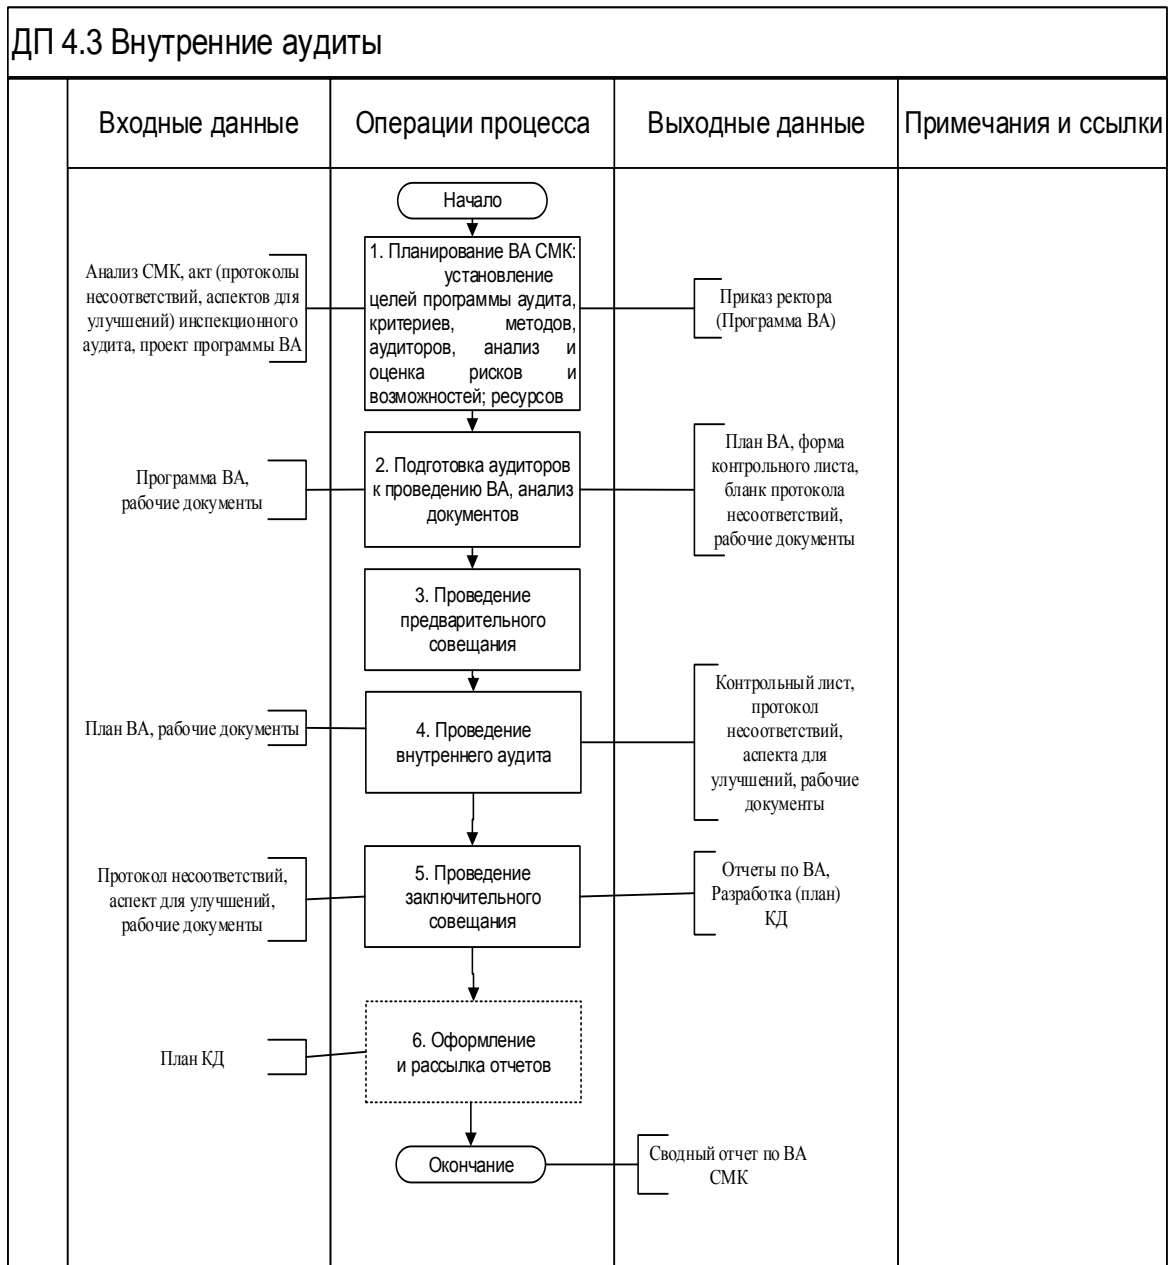 ДП 4.3 Внутренние аудиты
Входные данные
Операции процесса
Выходные данные
Примечания и ссылки
Начало
Анализ СМК, акт (протоколы
несоответствий, аспектов для
улучшений) инспекционного
аудита, проект программы ВА
1. Планирование ВА СМК:
установление
целей программы аудита,
критериев, методов,
аудиторов, анализ и
оценка рисков и
возможностей; ресурсов
Приказ ректора
(Программа ВА)
Программа ВА,
рабочие документы
2. Подготовка аудиторов
к проведению ВА, анализ
документов
План ВА, форма
контрольного листа,
бланк протокола
несоответствий,
рабочие документы
3. Проведение
предварительного
совещания
План ВА, рабочие документы
4. Проведение
внутреннего аудита
Контрольный лист,
протокол
несоответствий,
аспекта для
улучшений, рабочие
документы
Протокол несоответствий,
аспект для улучшений,
рабочие документы
5. Проведение
заключительного
совещания
Отчеты по ВА,
Разработка (план)
КД
План КД
6. Оформление
и рассылка отчетов
Окончание
Сводный отчет по ВА
СМК